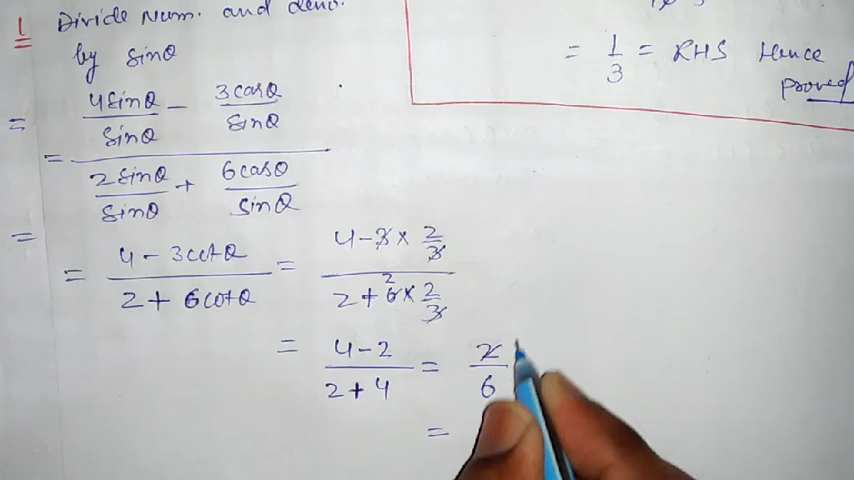 1 Divide Num. and deno.
by sinθ
= 4sinθ/sinθ − 3cosθ/sinθ
= 2sinθ/sinθ + 6cosθ/sinθ
=
= 4 − 3cotθ / 2 + 6cotθ = 4 − 3 × 2/3 / 2 + 6 × 2/3
2
= 4 − 2 / 2 + 4 = 2/6
=
= 1/3 = RHS Hence
proved